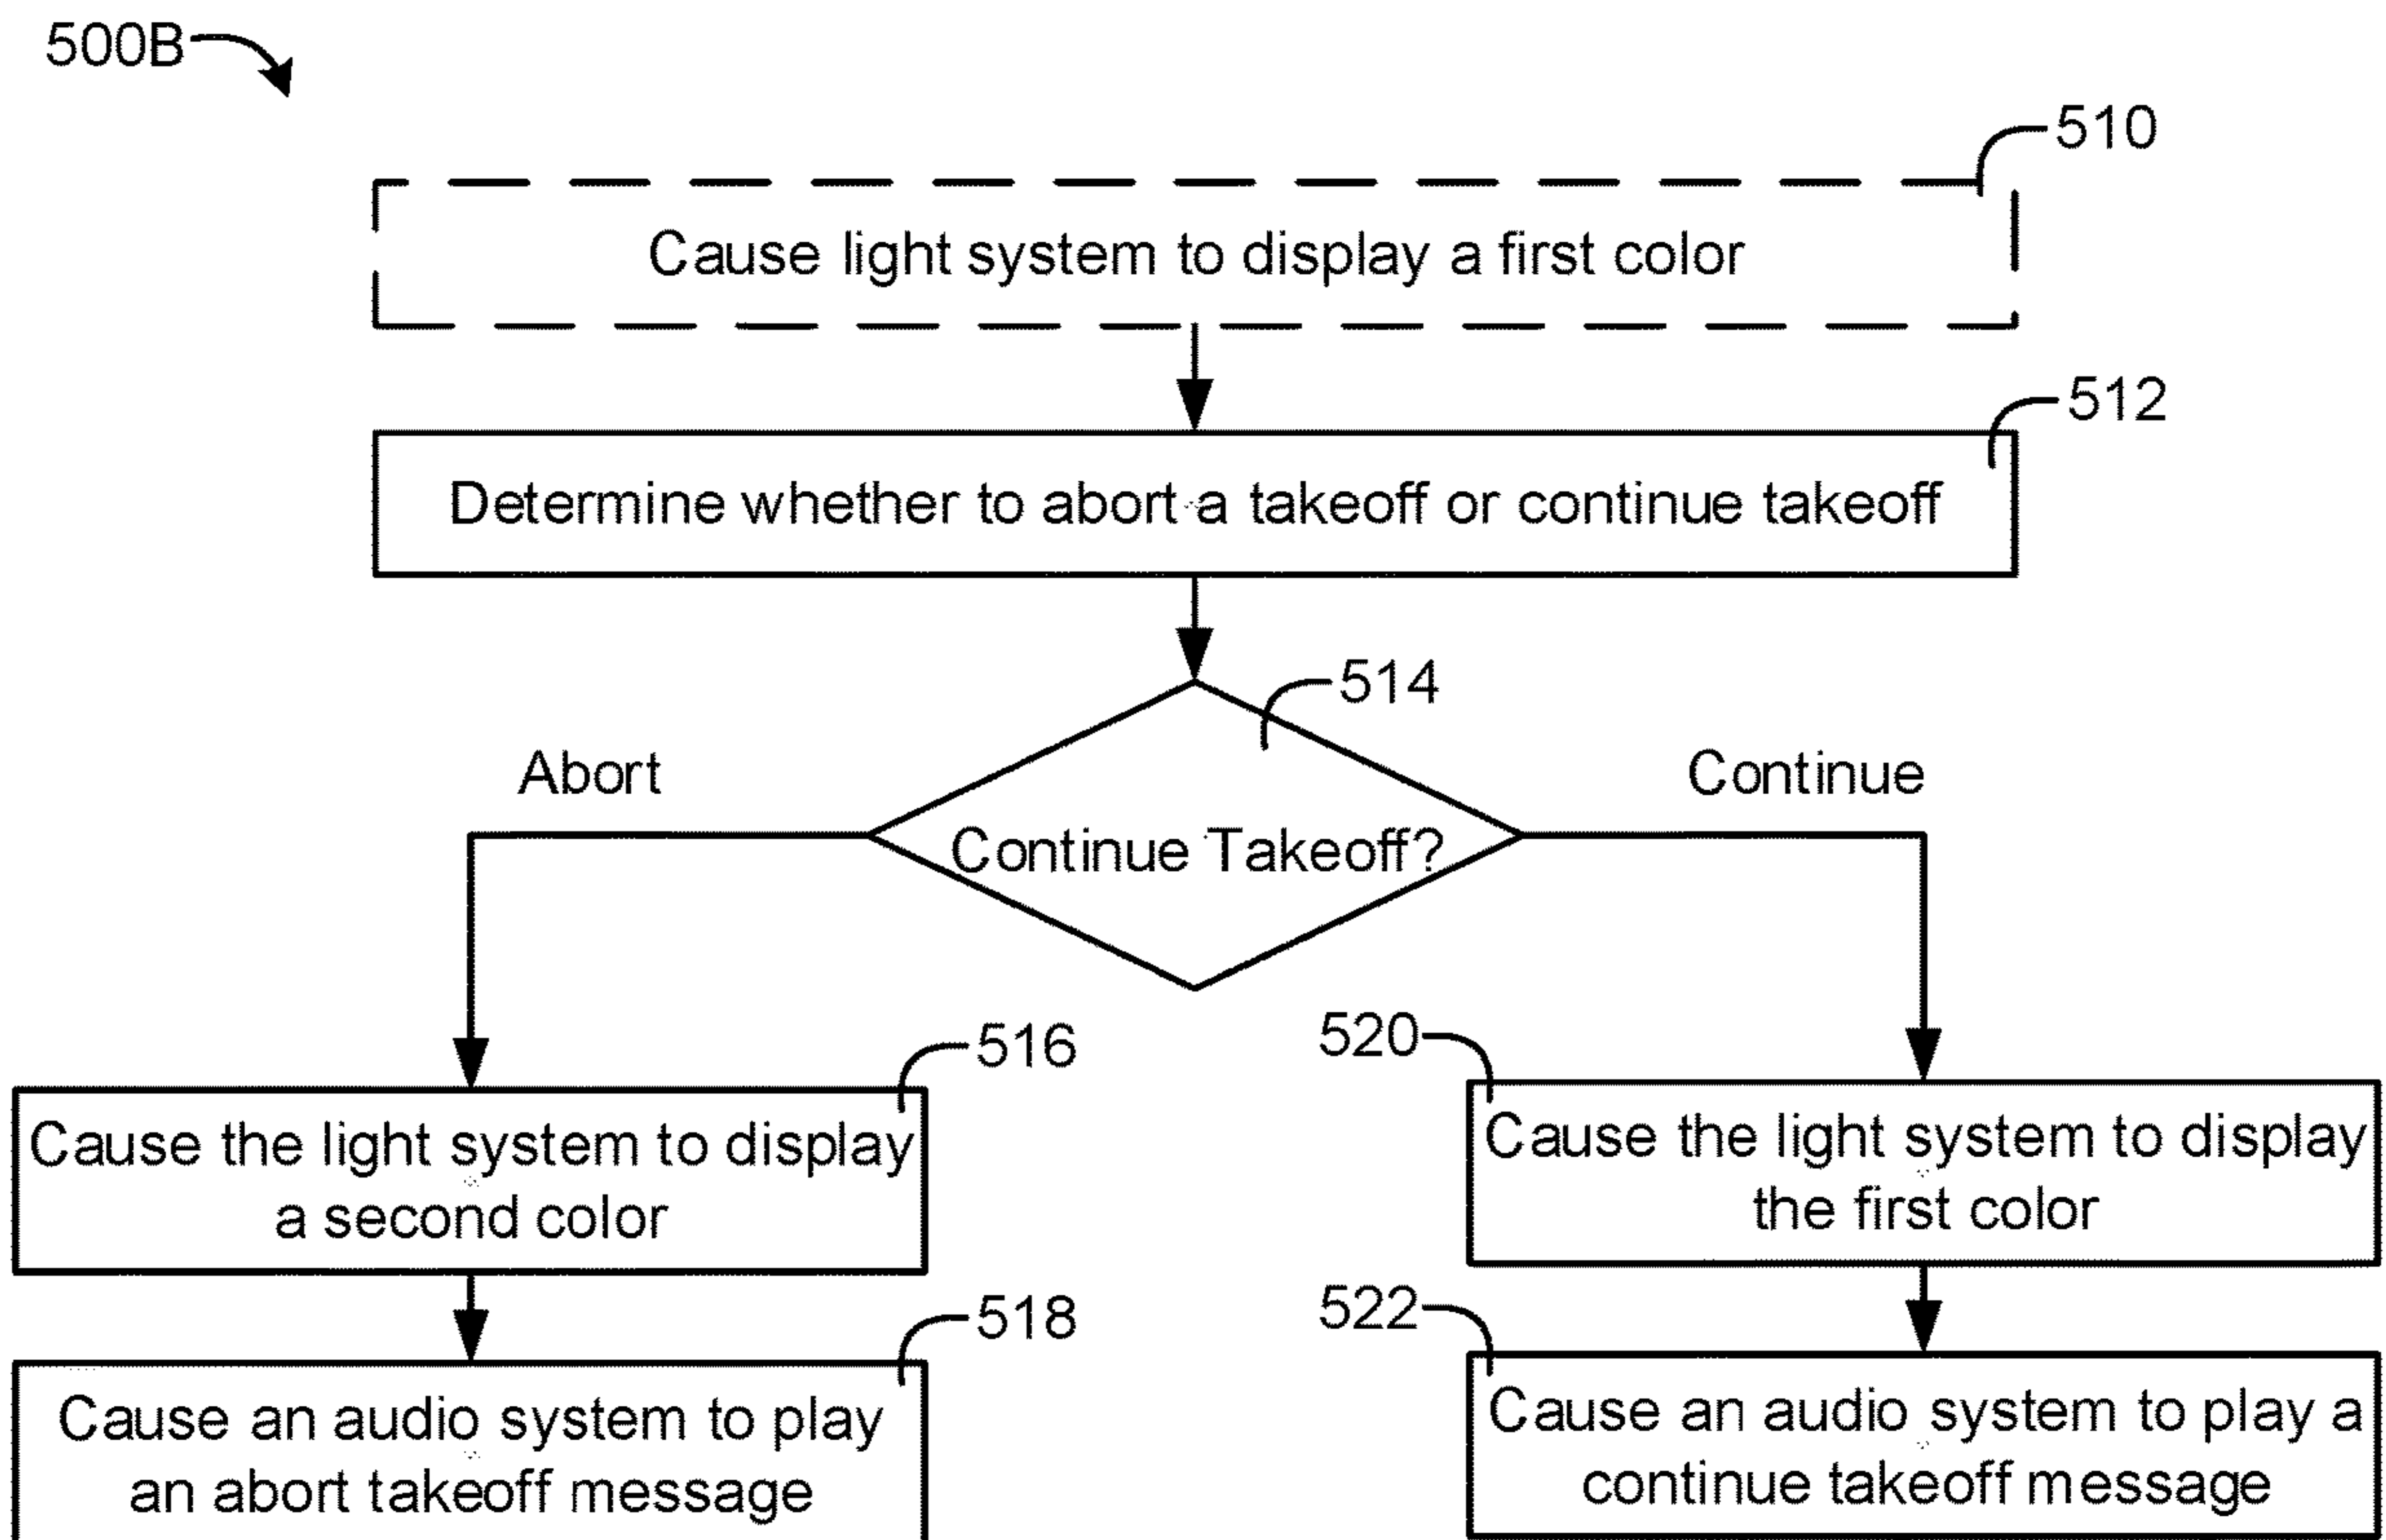 500B
510
Cause light system to display a first color
512
Determine whether to abort a takeoff or continue takeoff
514
Abort
Continue
Continue Takeoff?
516
520
Cause the light system to display
a second color
Cause the light system to display
the first color
518
522
Cause an audio system to play
an abort takeoff message
Cause an audio system to play a
continue takeoff message